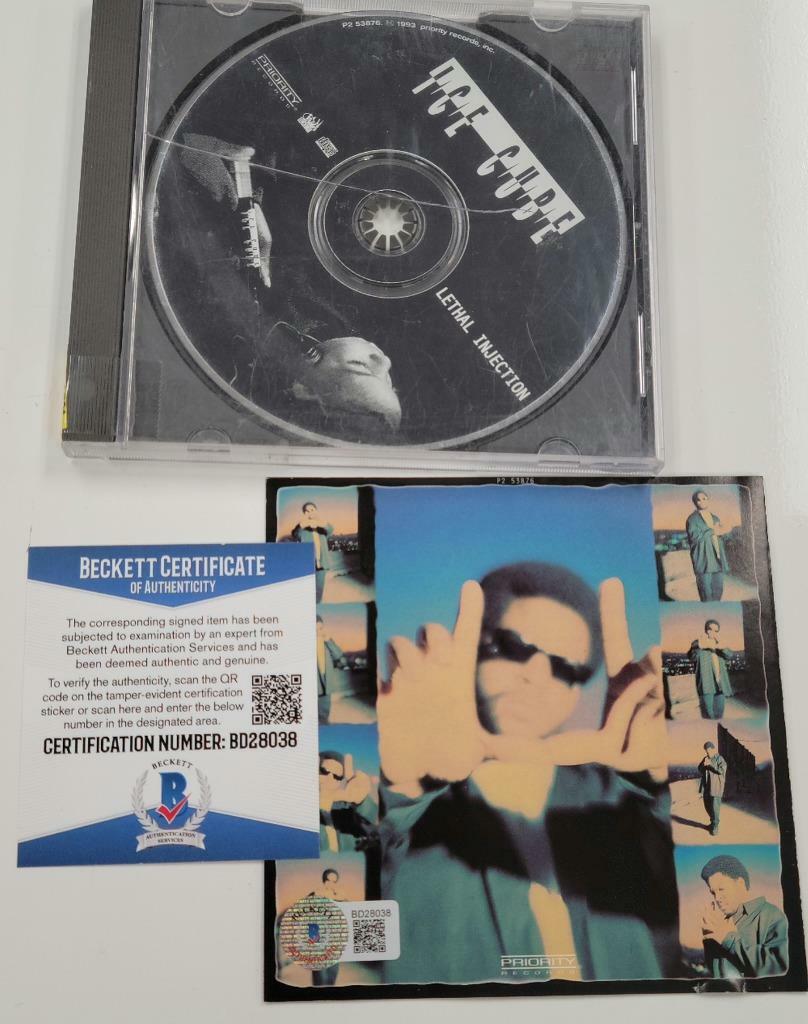 P2 53876. ℗ 1993 priority records, inc.
PRIORITY
RECORDS®
ICE CUBE
LETHAL INJECTION
P2 53876
BECKETT CERTIFICATE
OF AUTHENTICITY
The corresponding signed item has been
subjected to examination by an expert from
Beckett Authentication Services and has
been deemed authentic and genuine.
To verify the authenticity, scan the QR
code on the tamper-evident certification
sticker or scan here and enter the below
number in the designated area.
CERTIFICATION NUMBER: BD28038
BECKETT
B
AUTHENTICATION
SERVICES
BECKETT
B
BD28038
PRIORITY
RECORDS